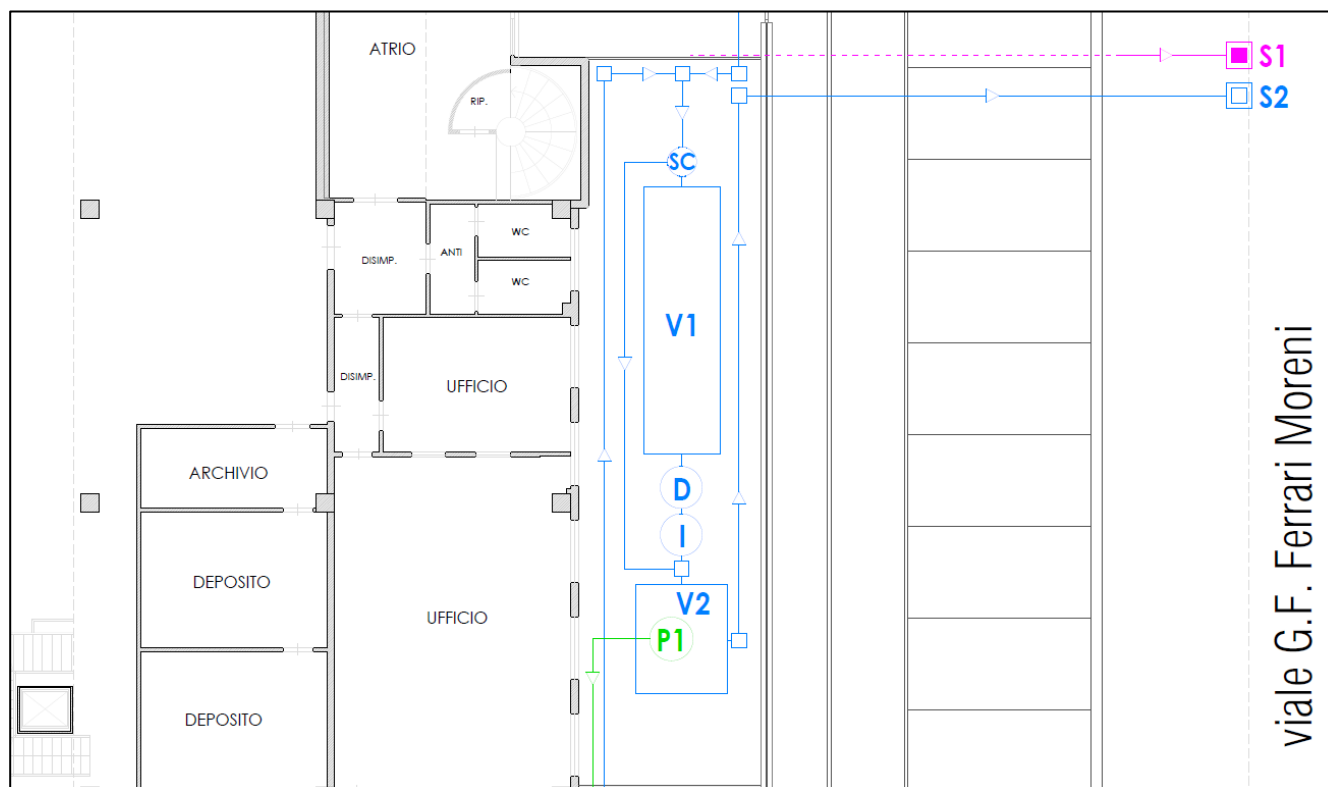 ATRIO
S1
RIP.
S2
SC
WC
ANTI
DISIMP.
WC
V1
DISIMP.
UFFICIO
ARCHIVIO
D
I
DEPOSITO
V2
UFFICIO
P1
DEPOSITO
viale G.F. Ferrari Moreni